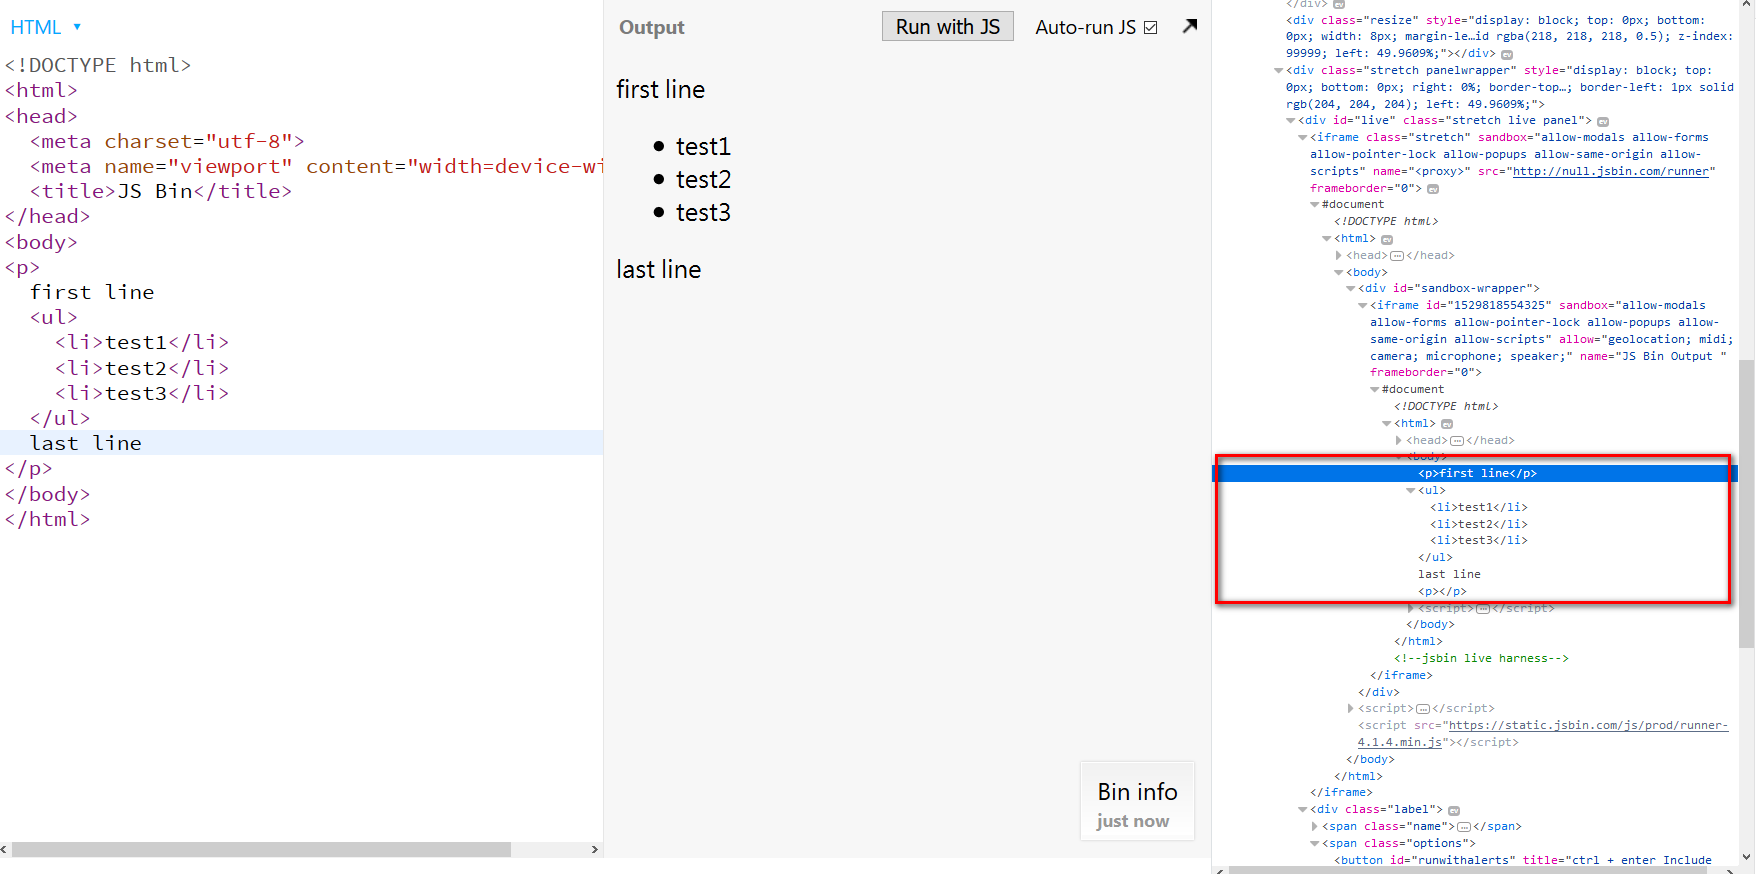 HTML ▼
<!DOCTYPE html>
<html>
<head>
  <meta charset="utf-8">
  <meta name="viewport" content="width=device-wi
  <title>JS Bin</title>
</head>
<body>
<p>
  first line
  <ul>
    <li>test1</li>
    <li>test2</li>
    <li>test3</li>
  </ul>
  last line
</p>
</body>
</html>
Output
Run with JS
Auto-run JS
first line
• test1
• test2
• test3
last line
Bin info
just now
</div> ev
<div class="resize" style="display: block; top: 0px; bottom:
0px; width: 8px; margin-le…id rgba(218, 218, 218, 0.5); z-index:
99999; left: 49.9609%;"></div> ev
<div class="stretch panelwrapper" style="display: block; top:
0px; bottom: 0px; right: 0%; border-top…; border-left: 1px solid
rgb(204, 204, 204); left: 49.9609%;">
<div id="live" class="stretch live panel"> ev
<iframe class="stretch" sandbox="allow-modals allow-forms
allow-pointer-lock allow-popups allow-same-origin allow-
scripts" name="<proxy>" src="http://null.jsbin.com/runner"
frameborder="0"> ev
#document
<!DOCTYPE html>
<html> ev
<head>…</head>
<body>
<div id="sandbox-wrapper">
<iframe id="1529818554325" sandbox="allow-modals
allow-forms allow-pointer-lock allow-popups allow-
same-origin allow-scripts" allow="geolocation; midi;
camera; microphone; speaker;" name="JS Bin Output "
frameborder="0">
#document
<!DOCTYPE html>
<html> ev
<head>…</head>
<body>
<p>first line</p>
<ul>
<li>test1</li>
<li>test2</li>
<li>test3</li>
</ul>
last line
<p></p>
<script>…</script>
</body>
</html>
<!--jsbin live harness-->
</iframe>
</div>
<script>…</script>
<script src="https://static.jsbin.com/js/prod/runner-
4.1.4.min.js"></script>
</body>
</html>
</iframe>
<div class="label"> ev
<span class="name">…</span>
<span class="options">
<button id="runwithalerts" title="ctrl + enter Include